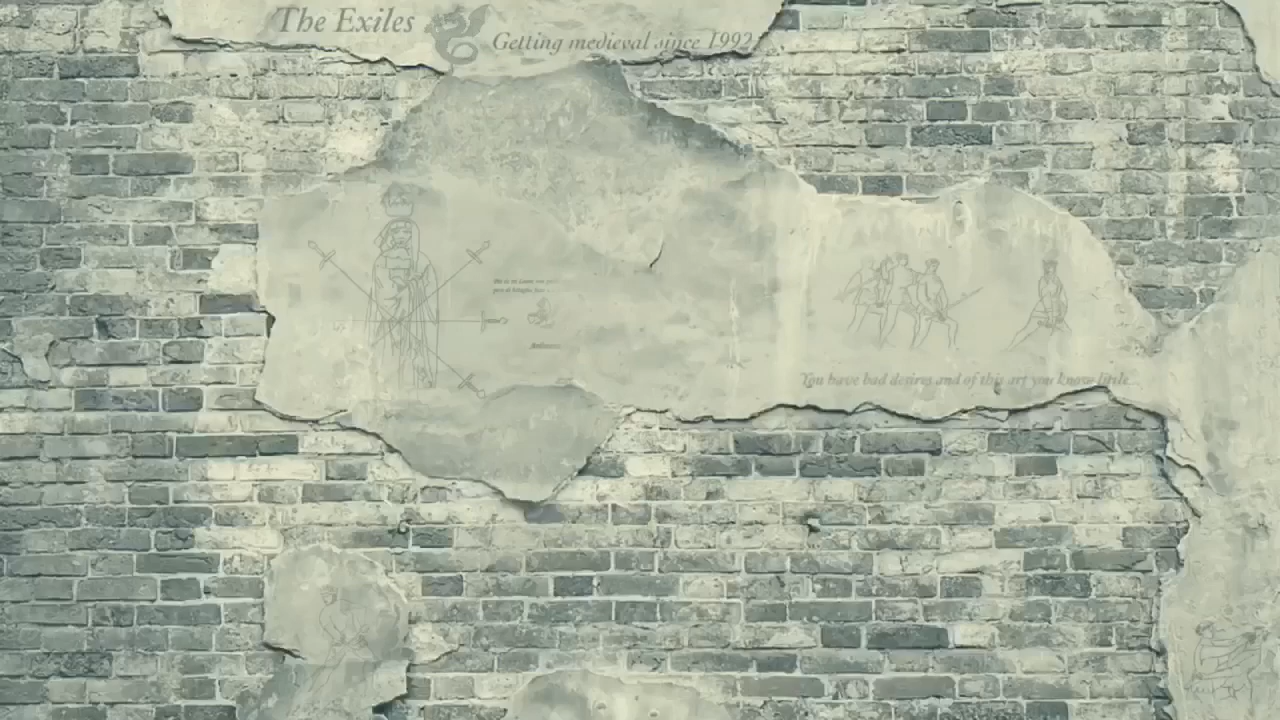 The Exiles
Getting medieval since 1992
You have bad desires and of this art you know little...